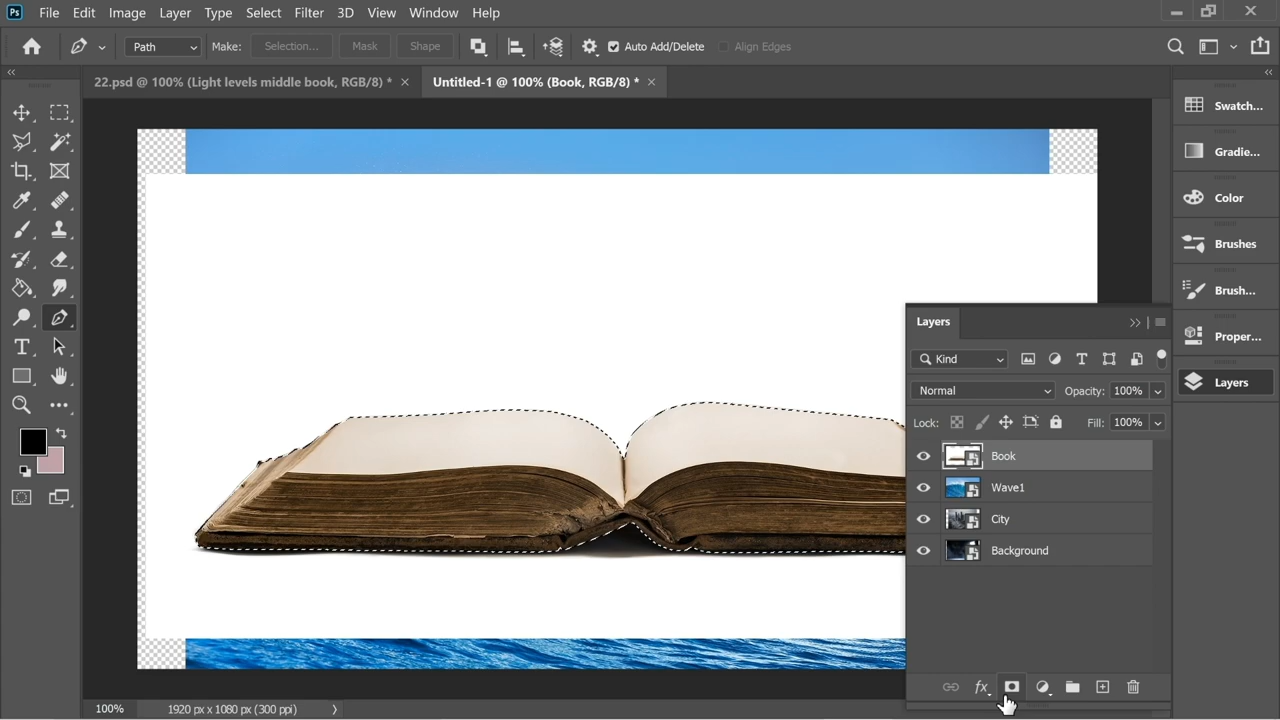 Ps File Edit Image Layer Type Select Filter 3D View Window Help
Path Make: Selection... Mask Shape Auto Add/Delete Align Edges
22.psd @ 100% (Light levels middle book, RGB/8) * × Untitled-1 @ 100% (Book, RGB/8) * ×
Swatch...
Gradie...
Color
Brushes
Brush...
Proper...
Layers
Layers
Kind
Normal Opacity: 100%
Lock: Fill: 100%
Book
Wave1
City
Background
fx
100% 1920 px x 1080 px (300 ppi)